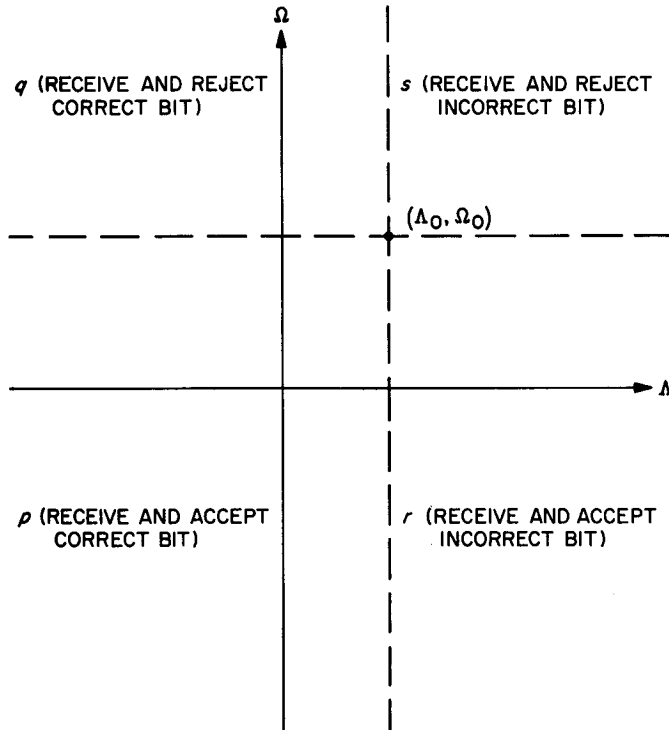 Ω
q (RECEIVE AND REJECT
CORRECT BIT)
s (RECEIVE AND REJECT
INCORRECT BIT)
(Λ₀, Ω₀)
Λ
p (RECEIVE AND ACCEPT
CORRECT BIT)
r (RECEIVE AND ACCEPT
INCORRECT BIT)